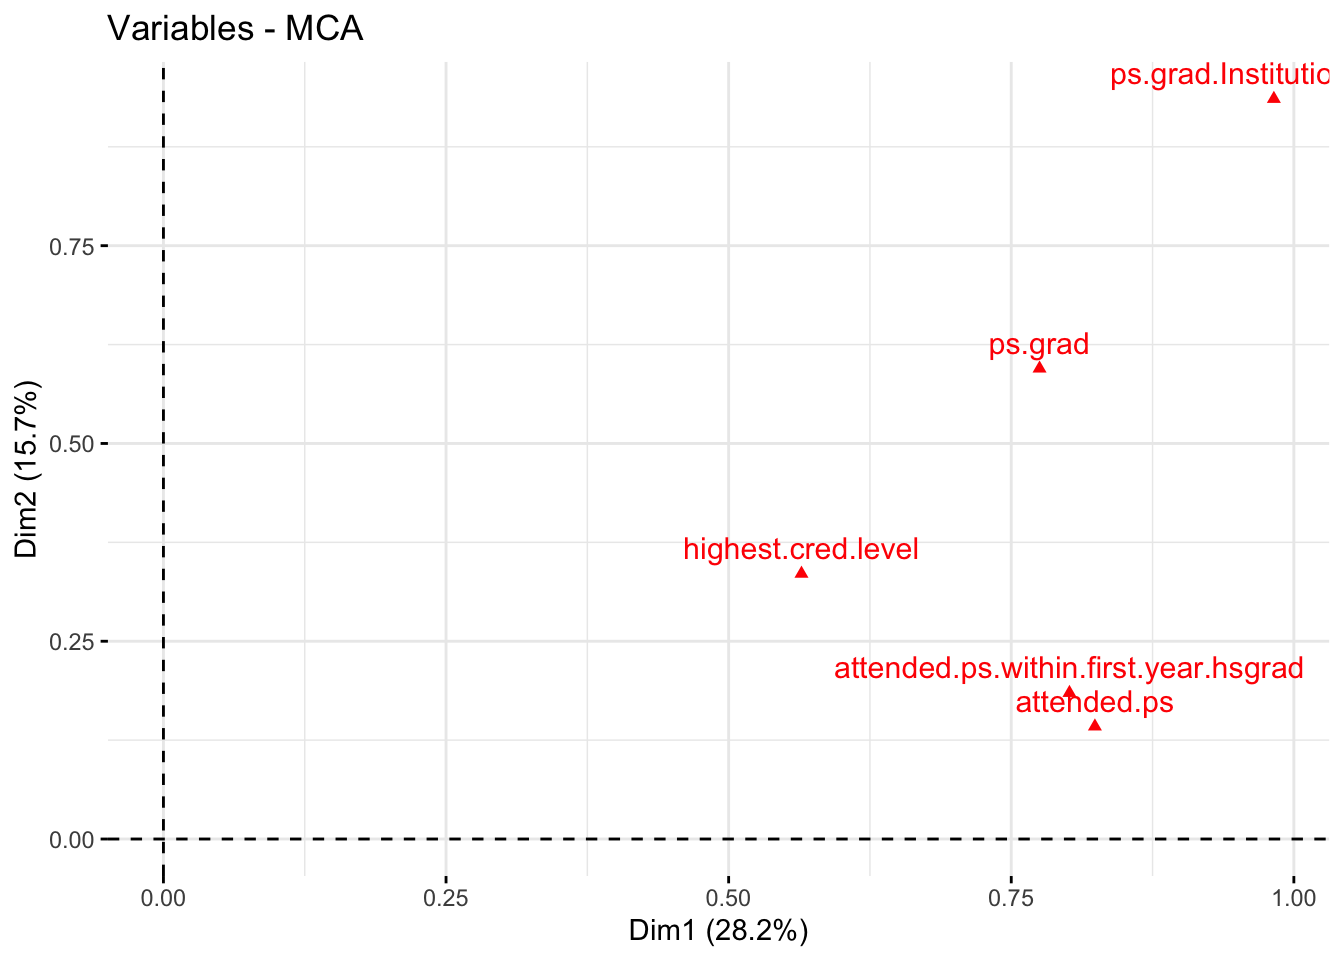 Variables - MCA
ps.grad.Institutio
ps.grad
highest.cred.level
attended.ps.within.first.year.hsgrad
attended.ps
0.75
0.50
0.25
0.00
Dim2 (15.7%)
0.00 0.25 0.50 0.75 1.00
Dim1 (28.2%)